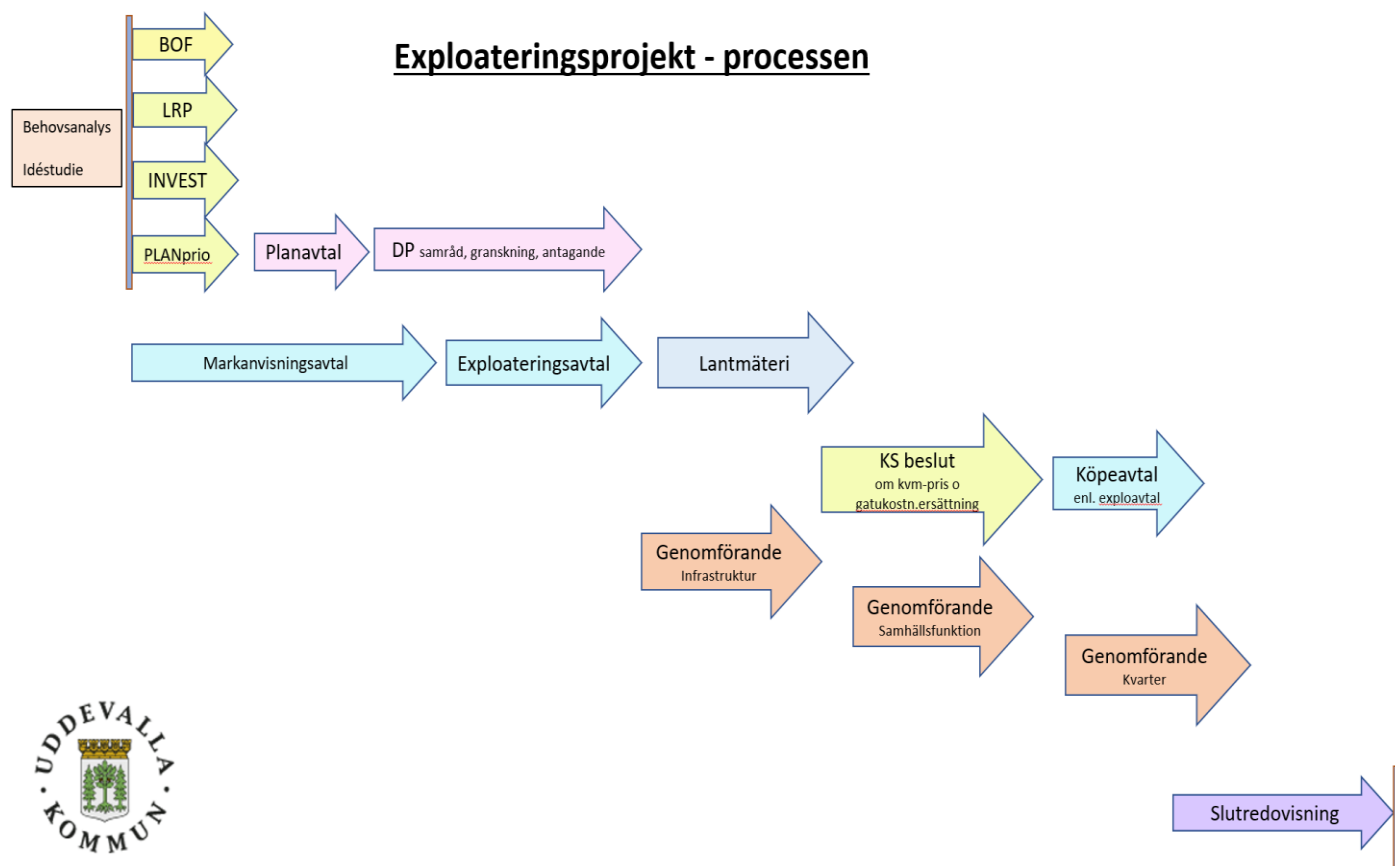 Exploateringsprojekt - processen
BOF
LRP
INVEST
PLANprio
Behovsanalys
Idéstudie
Planavtal
DP samråd, granskning, antagande
Markanvisningsavtal
Exploateringsavtal
Lantmäteri
KS beslut
om kvm-pris o
gatukostn.ersättning
Köpeavtal
enl. exploavtal
Genomförande
Infrastruktur
Genomförande
Samhällsfunktion
Genomförande
Kvarter
Slutredovisning
UDDEVALLA
KOMMUN